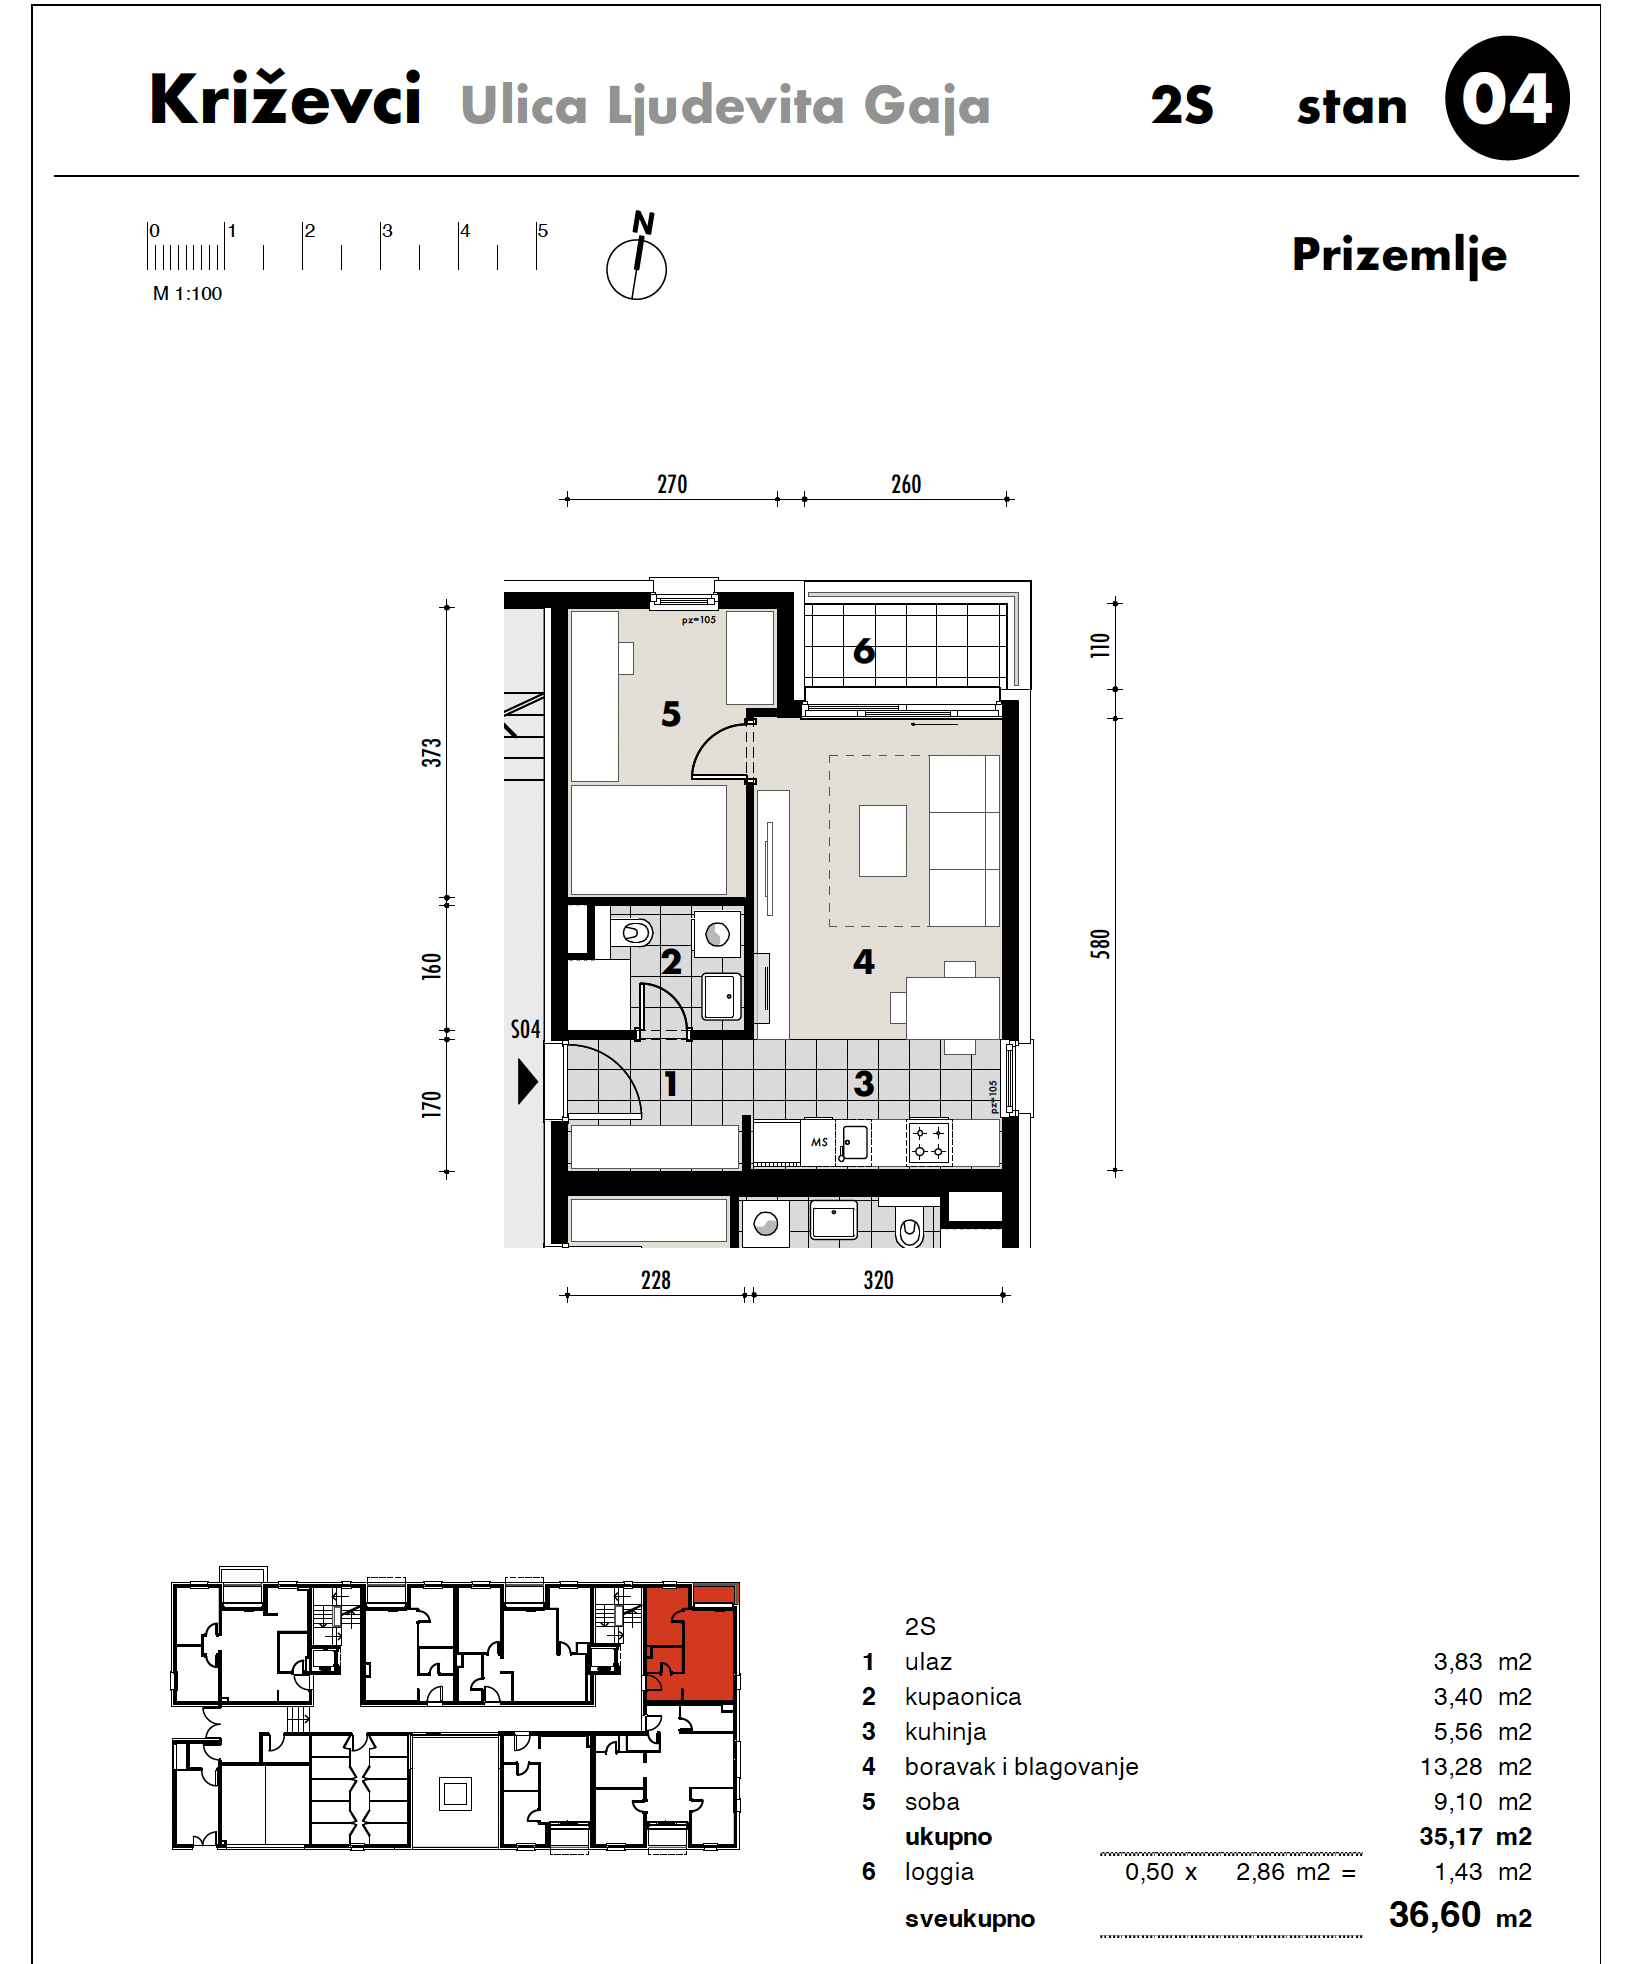 Križevci Ulica Ljudevita Gaja 2S stan 04
0 1 2 3 4 5
N
M 1:100
Prizemlje
270 260
pz=105
6
110
5
373
580
2
4
160
S04
1
3
170
pz=105
MS
228 320
2S
1 ulaz 3,83 m2
2 kupaonica 3,40 m2
3 kuhinja 5,56 m2
4 boravak i blagovanje 13,28 m2
5 soba 9,10 m2
ukupno 35,17 m2
6 loggia 0,50 x 2,86 m2 = 1,43 m2
sveukupno 36,60 m2